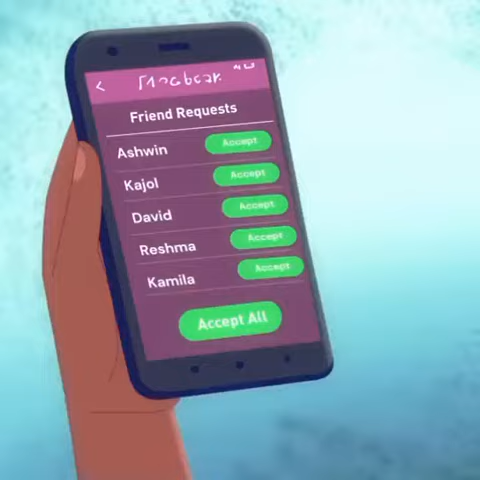 Friend Requests
Ashwin Accept
Kajol Accept
David Accept
Reshma Accept
Kamila Accept
Accept All